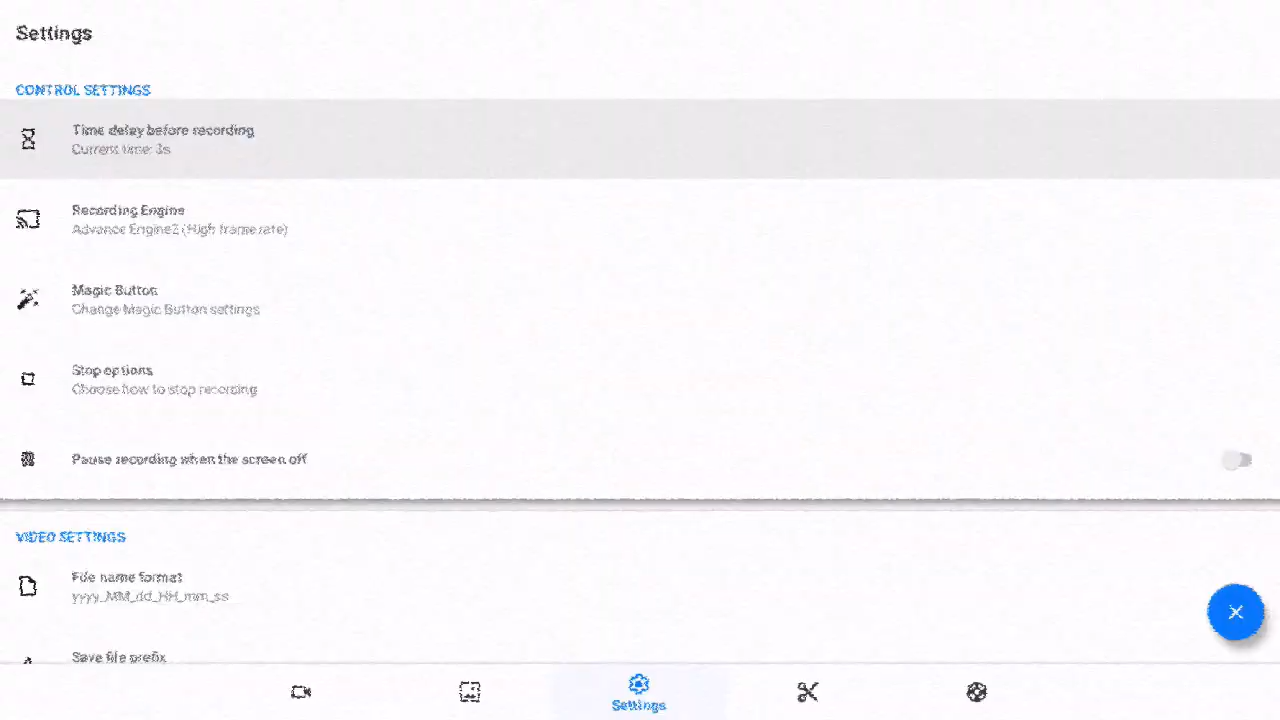 Settings
CONTROL SETTINGS
Time delay before recording
Current time: 3s
Recording Engine
Advance Engine2 (High frame rate)
Magic Button
Change Magic Button settings
Stop options
Choose how to stop recording
Pause recording when the screen off
VIDEO SETTINGS
File name format
yyyy_MM_dd_HH_mm_ss
Save file prefix
Settings